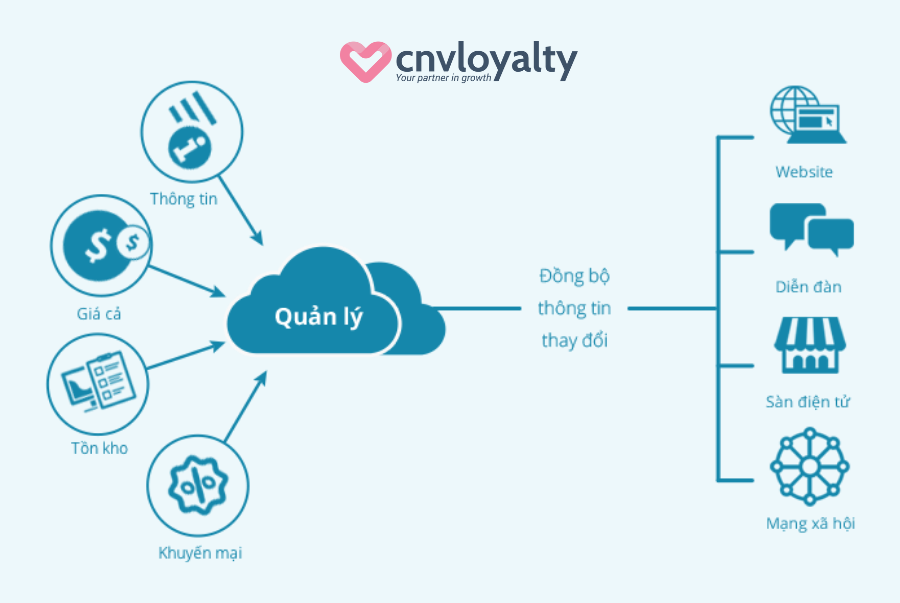 cnvloyalty
Your partner in growth
Thông tin
Giá cả
Tồn kho
Khuyến mại
Quản lý
Đồng bộ
thông tin
thay đổi
Website
Diễn đàn
Sàn điện tử
Mạng xã hội